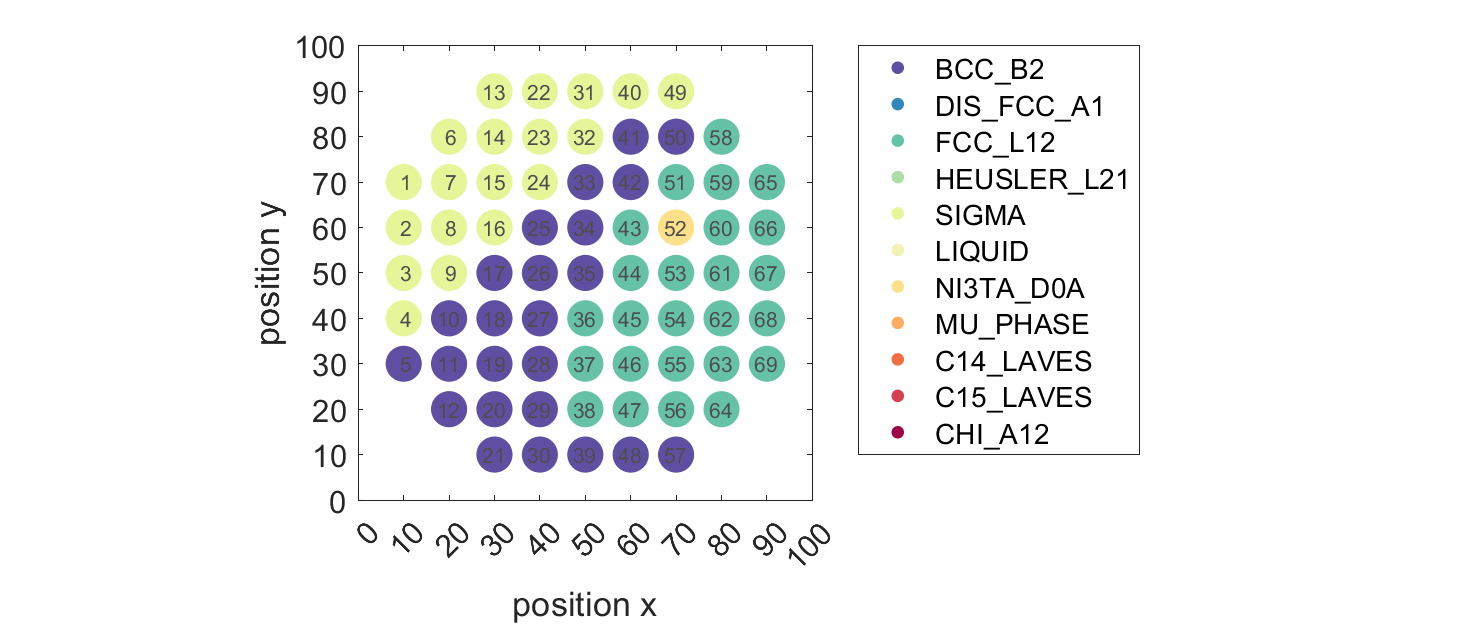 100
90
80
70
60
50
40
30
20
10
0
13 22 31 40 49
6 14 23 32 41 50 58
1 7 15 24 33 42 51 59 65
2 8 16 25 34 43 52 60 66
3 9 17 26 35 44 53 61 67
4 10 18 27 36 45 54 62 68
5 11 19 28 37 46 55 63 69
12 20 29 38 47 56 64
21 30 39 48 57
0 10 20 30 40 50 60 70 80 90 100
position x
position y
BCC_B2
DIS_FCC_A1
FCC_L12
HEUSLER_L21
SIGMA
LIQUID
NI3TA_D0A
MU_PHASE
C14_LAVES
C15_LAVES
CHI_A12